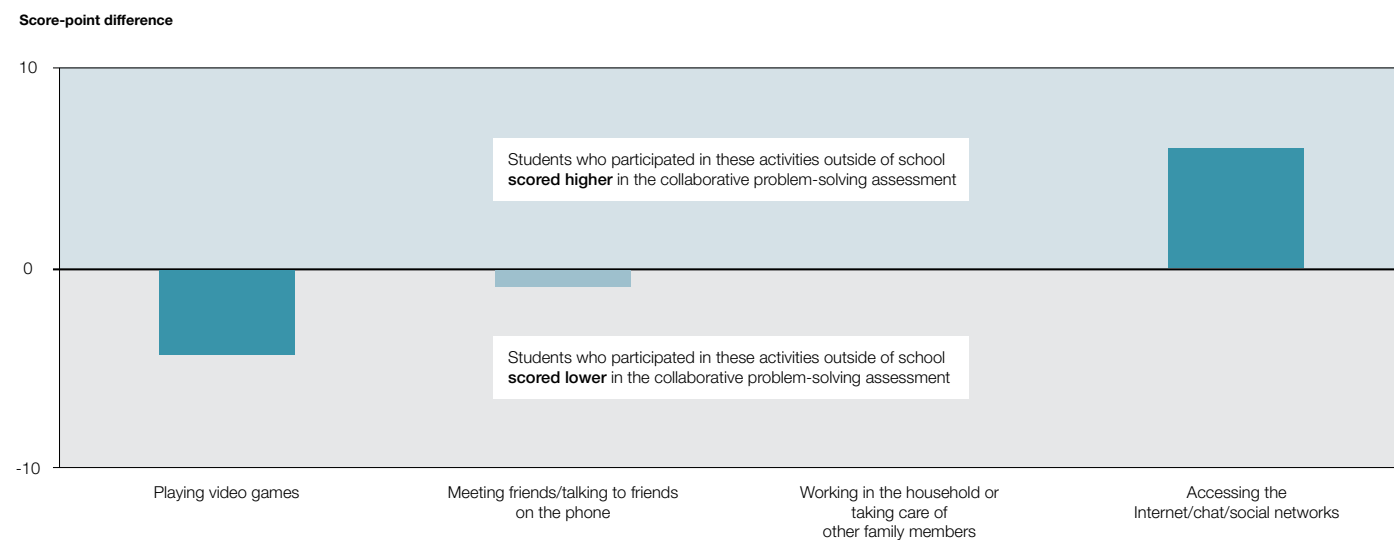 Score-point difference
10
Students who participated in these activities outside of school
scored higher in the collaborative problem-solving assessment
0
Students who participated in these activities outside of school
scored lower in the collaborative problem-solving assessment
-10
Playing video games
Meeting friends/talking to friends
on the phone
Working in the household or
taking care of
other family members
Accessing the
Internet/chat/social networks